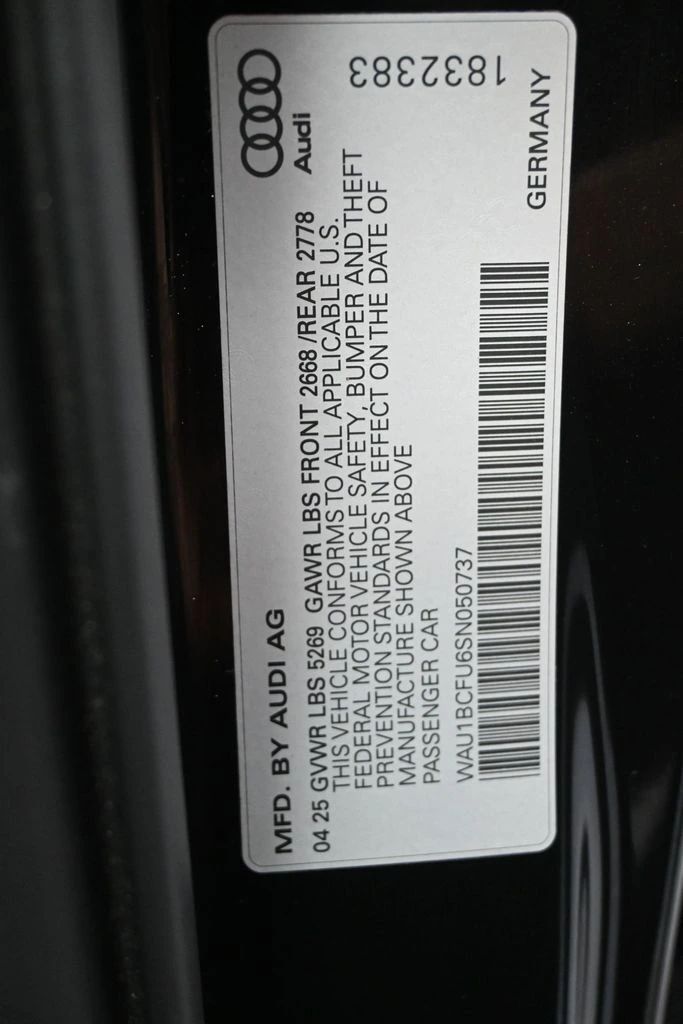 MFD. BY AUDI AG
Audi
04 25 GVWR LBS 5269 GAWR LBS FRONT 2668 /REAR 2778
THIS VEHICLE CONFORMS TO ALL APPLICABLE U.S.
FEDERAL MOTOR VEHICLE SAFETY, BUMPER AND THEFT
PREVENTION STANDARDS IN EFFECT ON THE DATE OF
MANUFACTURE SHOWN ABOVE
PASSENGER CAR
WAU1BCFU6SN050737
GERMANY
1832383